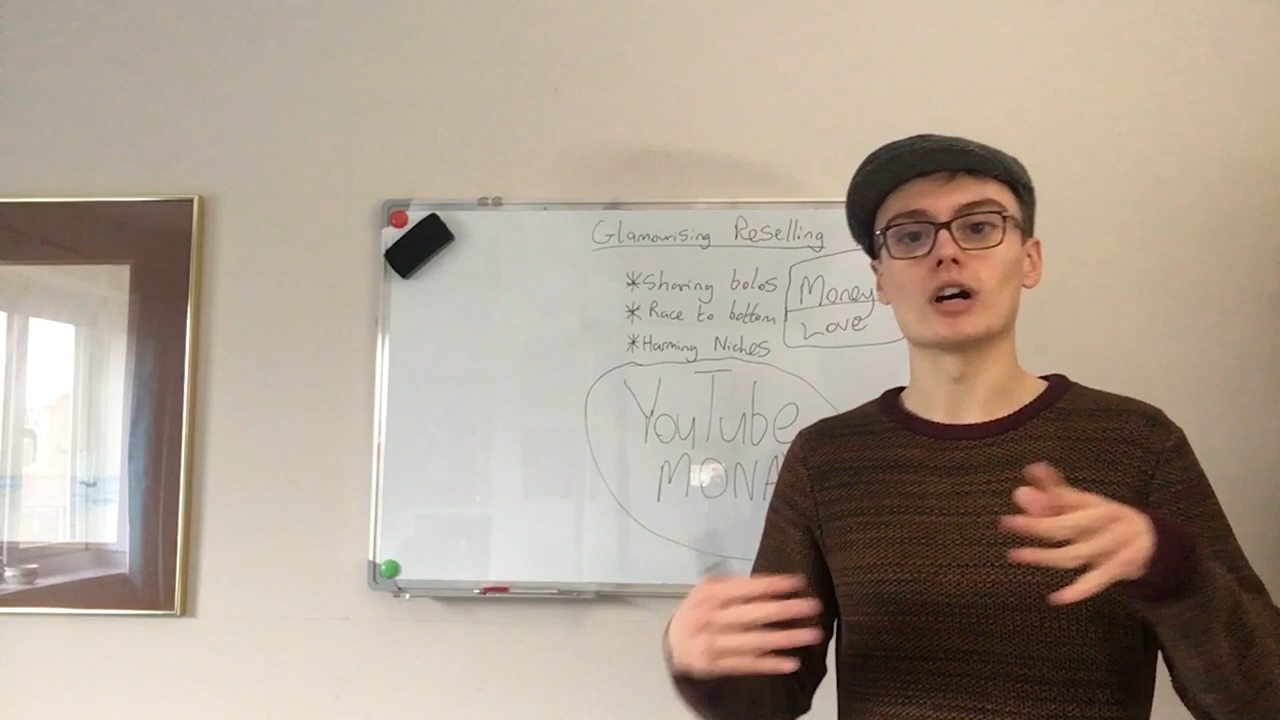 Glamourising Reselling
*Sharing bolos
* Race to bottom
*Harming Niches
Money
Love
YouTube
MONA